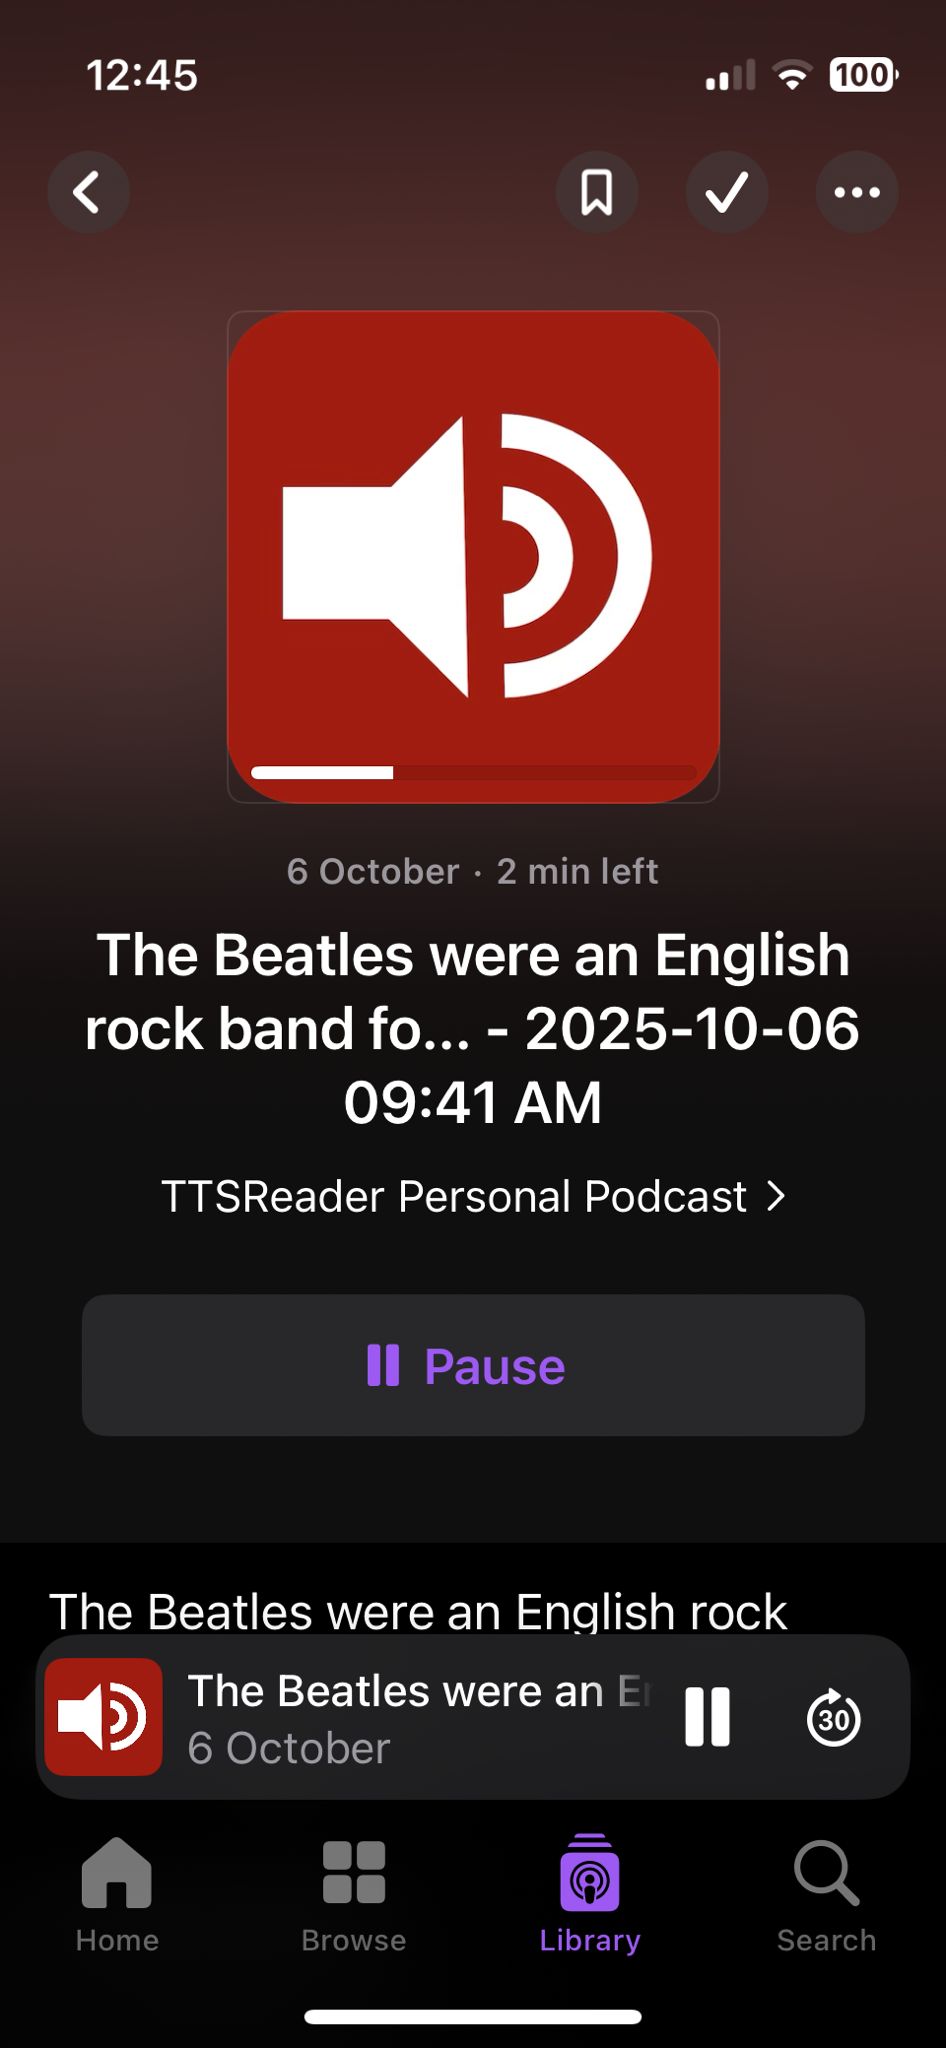 12:45
100
6 October · 2 min left
The Beatles were an English
rock band fo... - 2025-10-06
09:41 AM
TTSReader Personal Podcast
Pause
The Beatles were an English rock
The Beatles were an
6 October
30
Home
Browse
Library
Search